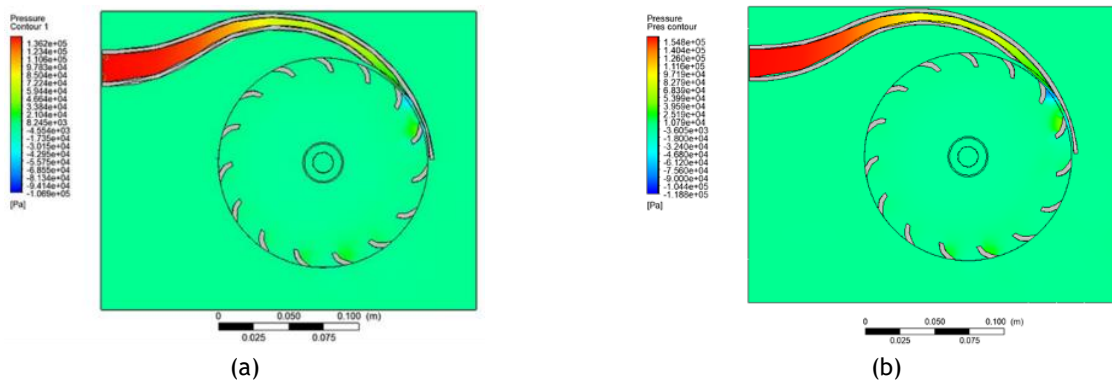 Pressure
Contour 1
1.362e+05
1.234e+05
1.106e+05
9.783e+04
8.504e+04
7.224e+04
5.944e+04
4.664e+04
3.384e+04
2.104e+04
8.245e+03
-4.554e+03
-1.735e+04
-3.015e+04
-4.295e+04
-5.575e+04
-6.855e+04
-8.134e+04
-9.414e+04
-1.069e+05
[Pa]
0 0.050 0.100 (m)
0.025 0.075
(a)
Pressure
Pres contour
1.548e+05
1.404e+05
1.260e+05
1.116e+05
9.719e+04
8.279e+04
6.839e+04
5.399e+04
3.959e+04
2.519e+04
1.079e+04
-3.605e+03
-1.800e+04
-3.240e+04
-4.680e+04
-6.120e+04
-7.560e+04
-9.000e+04
-1.044e+05
-1.188e+05
[Pa]
0 0.050 0.100 (m)
0.025 0.075
(b)